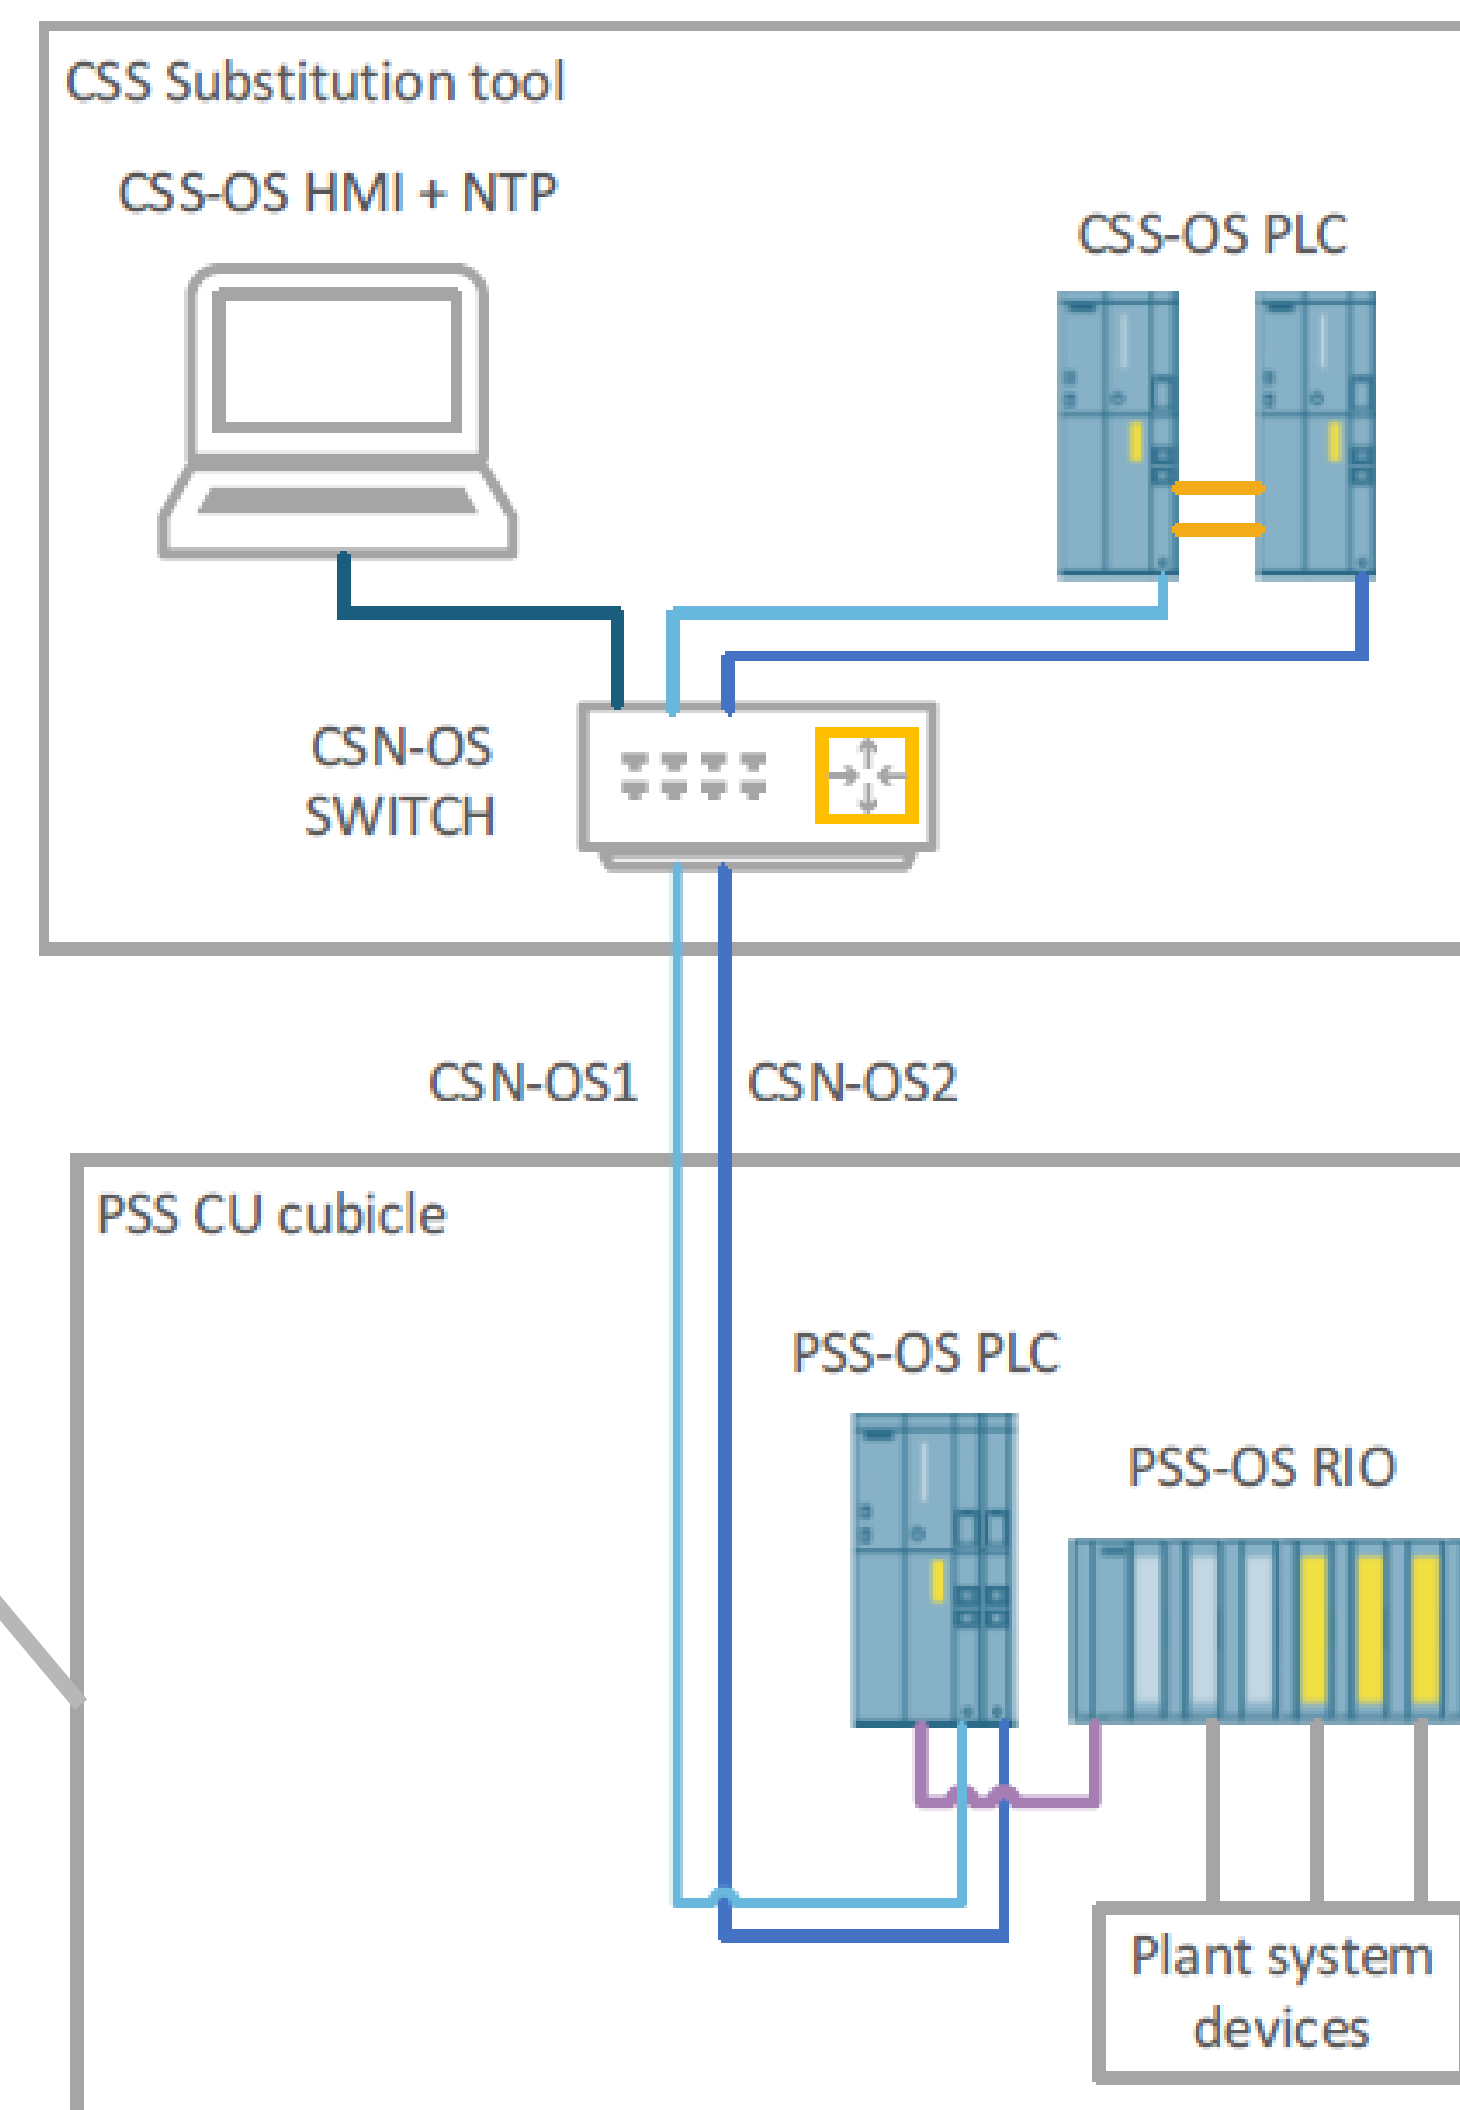 CSS Substitution tool
CSS-OS HMI + NTP
CSS-OS PLC
CSN-OS
SWITCH
CSN-OS1
CSN-OS2
PSS CU cubicle
PSS-OS PLC
PSS-OS RIO
Plant system
devices